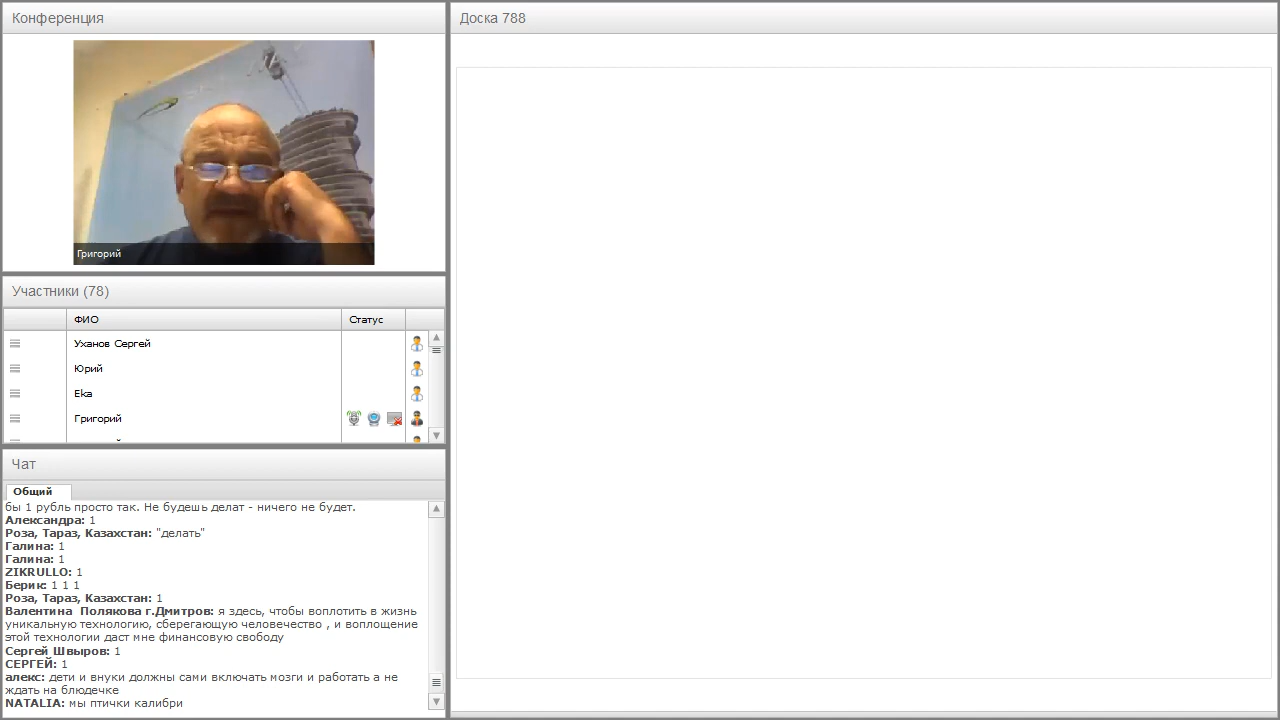 Конференция
Григорий
Участники (78)
ФИО
Статус
Уханов Сергей
Юрий
Eka
Григорий
Чат
Общий
бы 1 рубль просто так. Не будешь делат - ничего не будет.
Александра: 1
Роза, Тараз, Казахстан: "делать"
Галина: 1
Галина: 1
ZIKRULLO: 1
Берик: 1 1 1
Роза, Тараз, Казахстан: 1
Валентина Полякова г.Дмитров: я здесь, чтобы воплотить в жизнь
уникальную технологию, сберегающую человечество , и воплощение
этой технологии даст мне финансовую свободу
Сергей Швыров: 1
СЕРГЕЙ: 1
алекс: дети и внуки должны сами включать мозги и работать а не
ждать на блюдечке
NATALIA: мы птички калибри
Доска 788